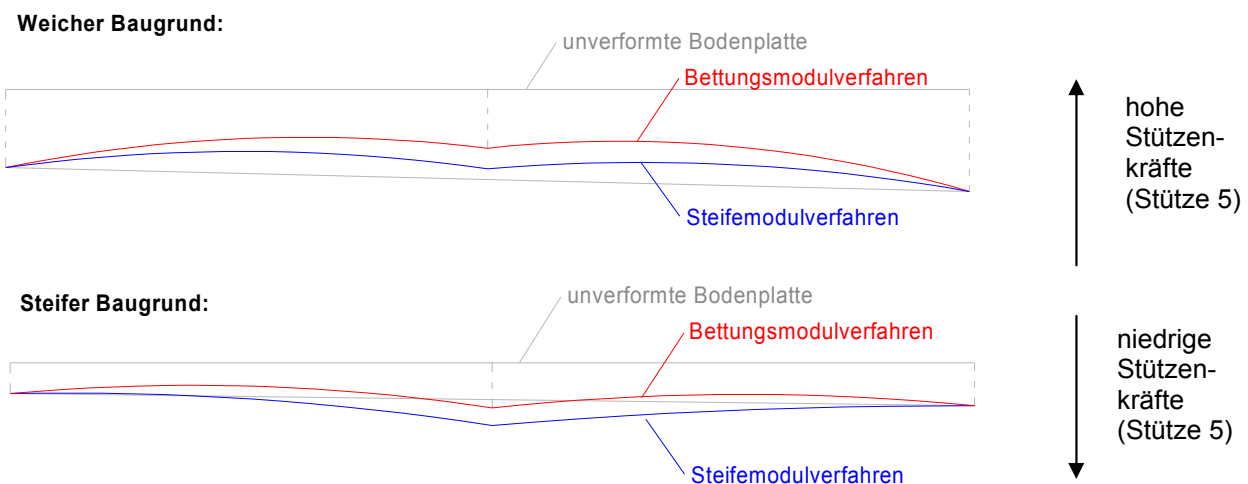 Weicher Baugrund:
unverformte Bodenplatte
Bettungsmodulverfahren
Steifemodulverfahren
hohe
Stützen-
kräfte
(Stütze 5)
Steifer Baugrund:
unverformte Bodenplatte
Bettungsmodulverfahren
Steifemodulverfahren
niedrige
Stützen-
kräfte
(Stütze 5)